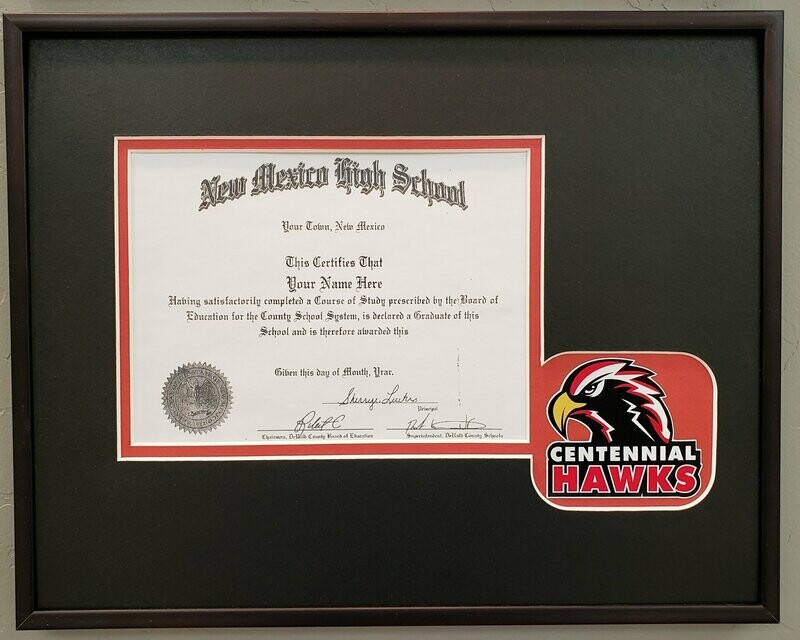 New Mexico High School
Your Town, New Mexico
This Certifies That
Your Name Here
Having satisfactorily completed a Course of Study prescribed by the Board of
Education for the County School System, is declared a Graduate of this
School and is therefore awarded this
Given this day of Month, Year.
Principal
Chairman, DeKalb County Board of Education
Superintendent, DeKalb County Schools
CENTENNIAL
HAWKS